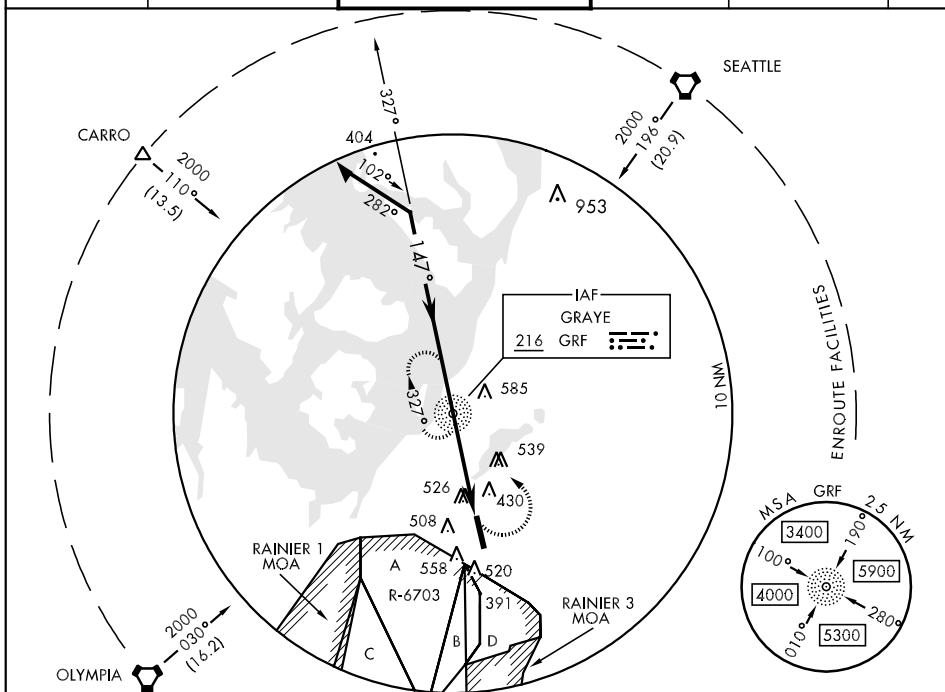 SEATTLE
2000
196°
(20.9)
CARRO
2000
110°
(13.5)
327°
404
102°
282°
953
147°
IAF
GRAYE
216 GRF
10 NM
ENROUTE FACILITIES
327°
585
539
526
430
508
558
520
RAINIER 1
MOA
A
R-6703
391
RAINIER 3
MOA
C
B
D
2000
030°
(16.2)
OLYMPIA
MSA GRF 25 NM
3400
190°
100°
5900
4000
280°
010°
5300